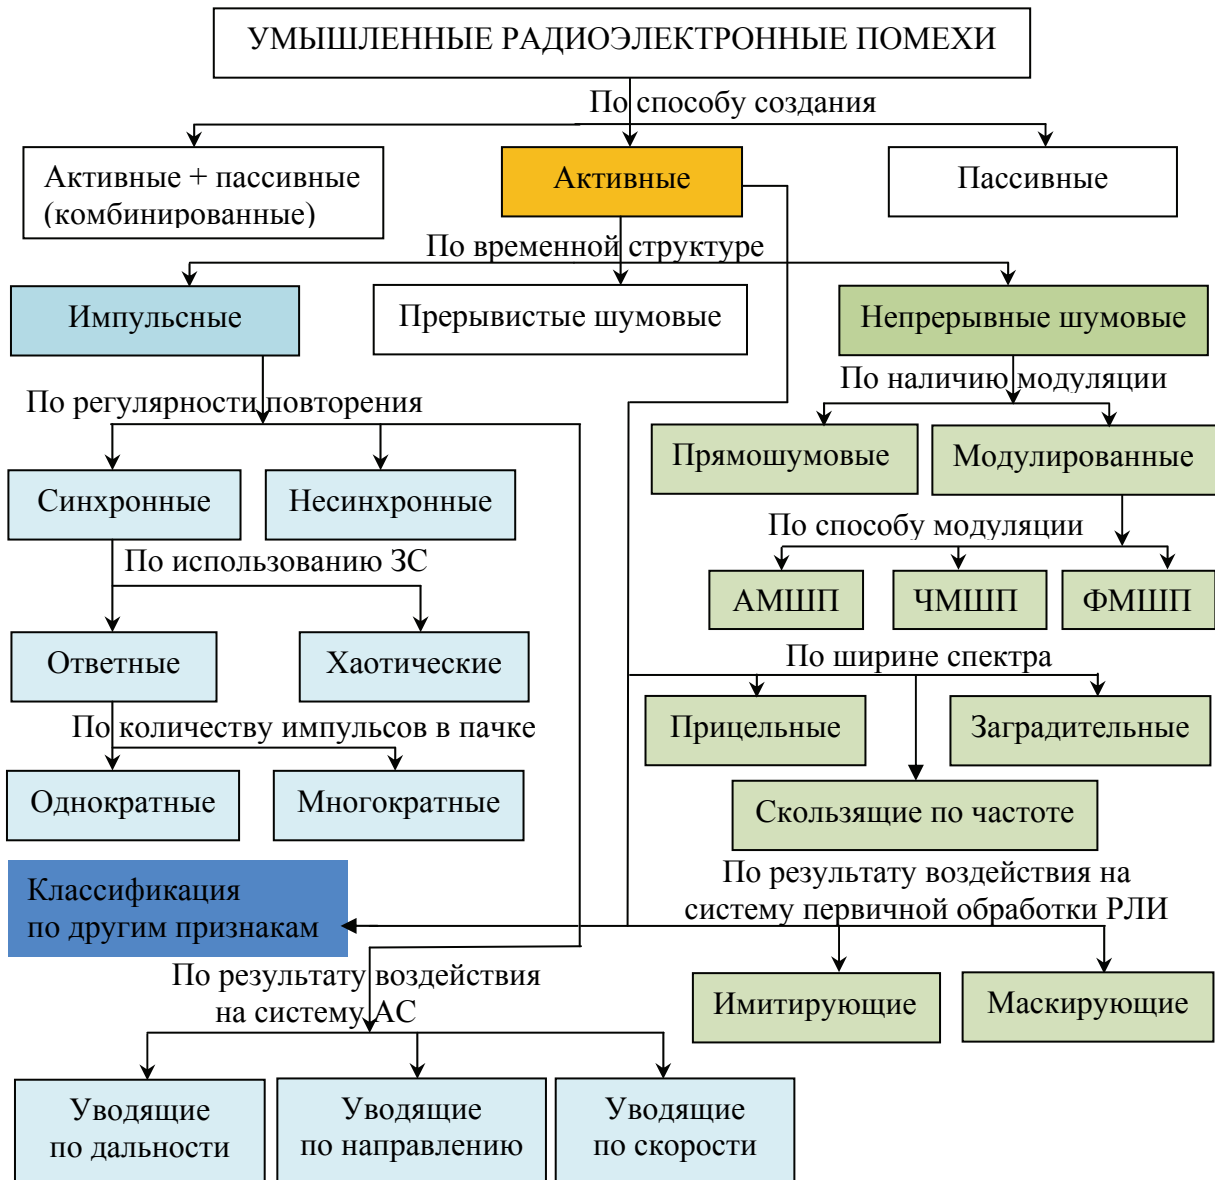 УМЫШЛЕННЫЕ РАДИОЭЛЕКТРОННЫЕ ПОМЕХИ
По способу создания
Активные + пассивные
(комбинированные)
Активные
Пассивные
По временной структуре
Импульсные
Прерывистые шумовые
Непрерывные шумовые
По наличию модуляции
По регулярности повторения
Прямошумовые
Модулированные
Синхронные
Несинхронные
По способу модуляции
По использованию ЗС
АМШП
ЧМШП
ФМШП
Ответные
Хаотические
По ширине спектра
Прицельные
Заградительные
По количеству импульсов в пачке
Однократные
Многократные
Скользящие по частоте
По результату воздействия на
систему первичной обработки РЛИ
Классификация
по другим признакам
По результату воздействия
на систему АС
Имитирующие
Маскирующие
Уводящие
по дальности
Уводящие
по направлению
Уводящие
по скорости